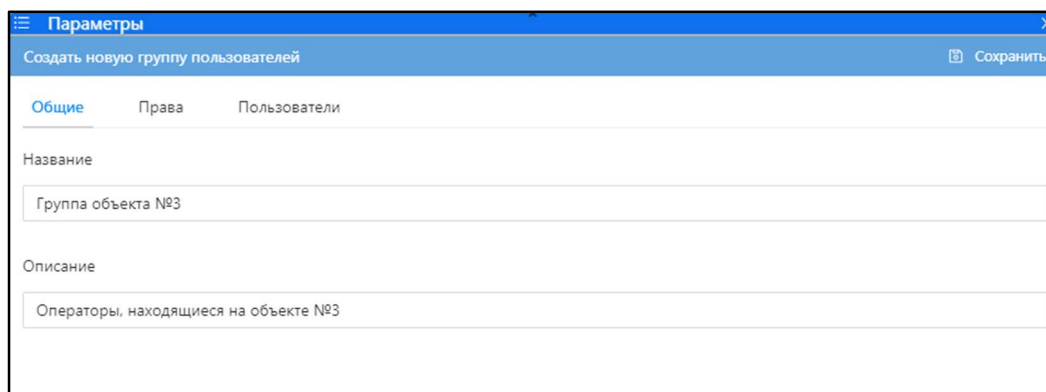 Параметры
Создать новую группу пользователей Сохранить
Общие Права Пользователи
Название
Группа объекта №3
Описание
Операторы, находящиеся на объекте №3